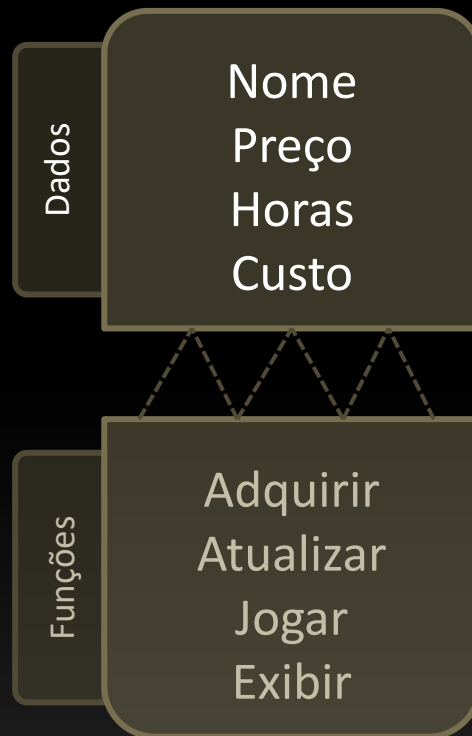 Dados
Nome
Preço
Horas
Custo
Funções
Adquirir
Atualizar
Jogar
Exibir